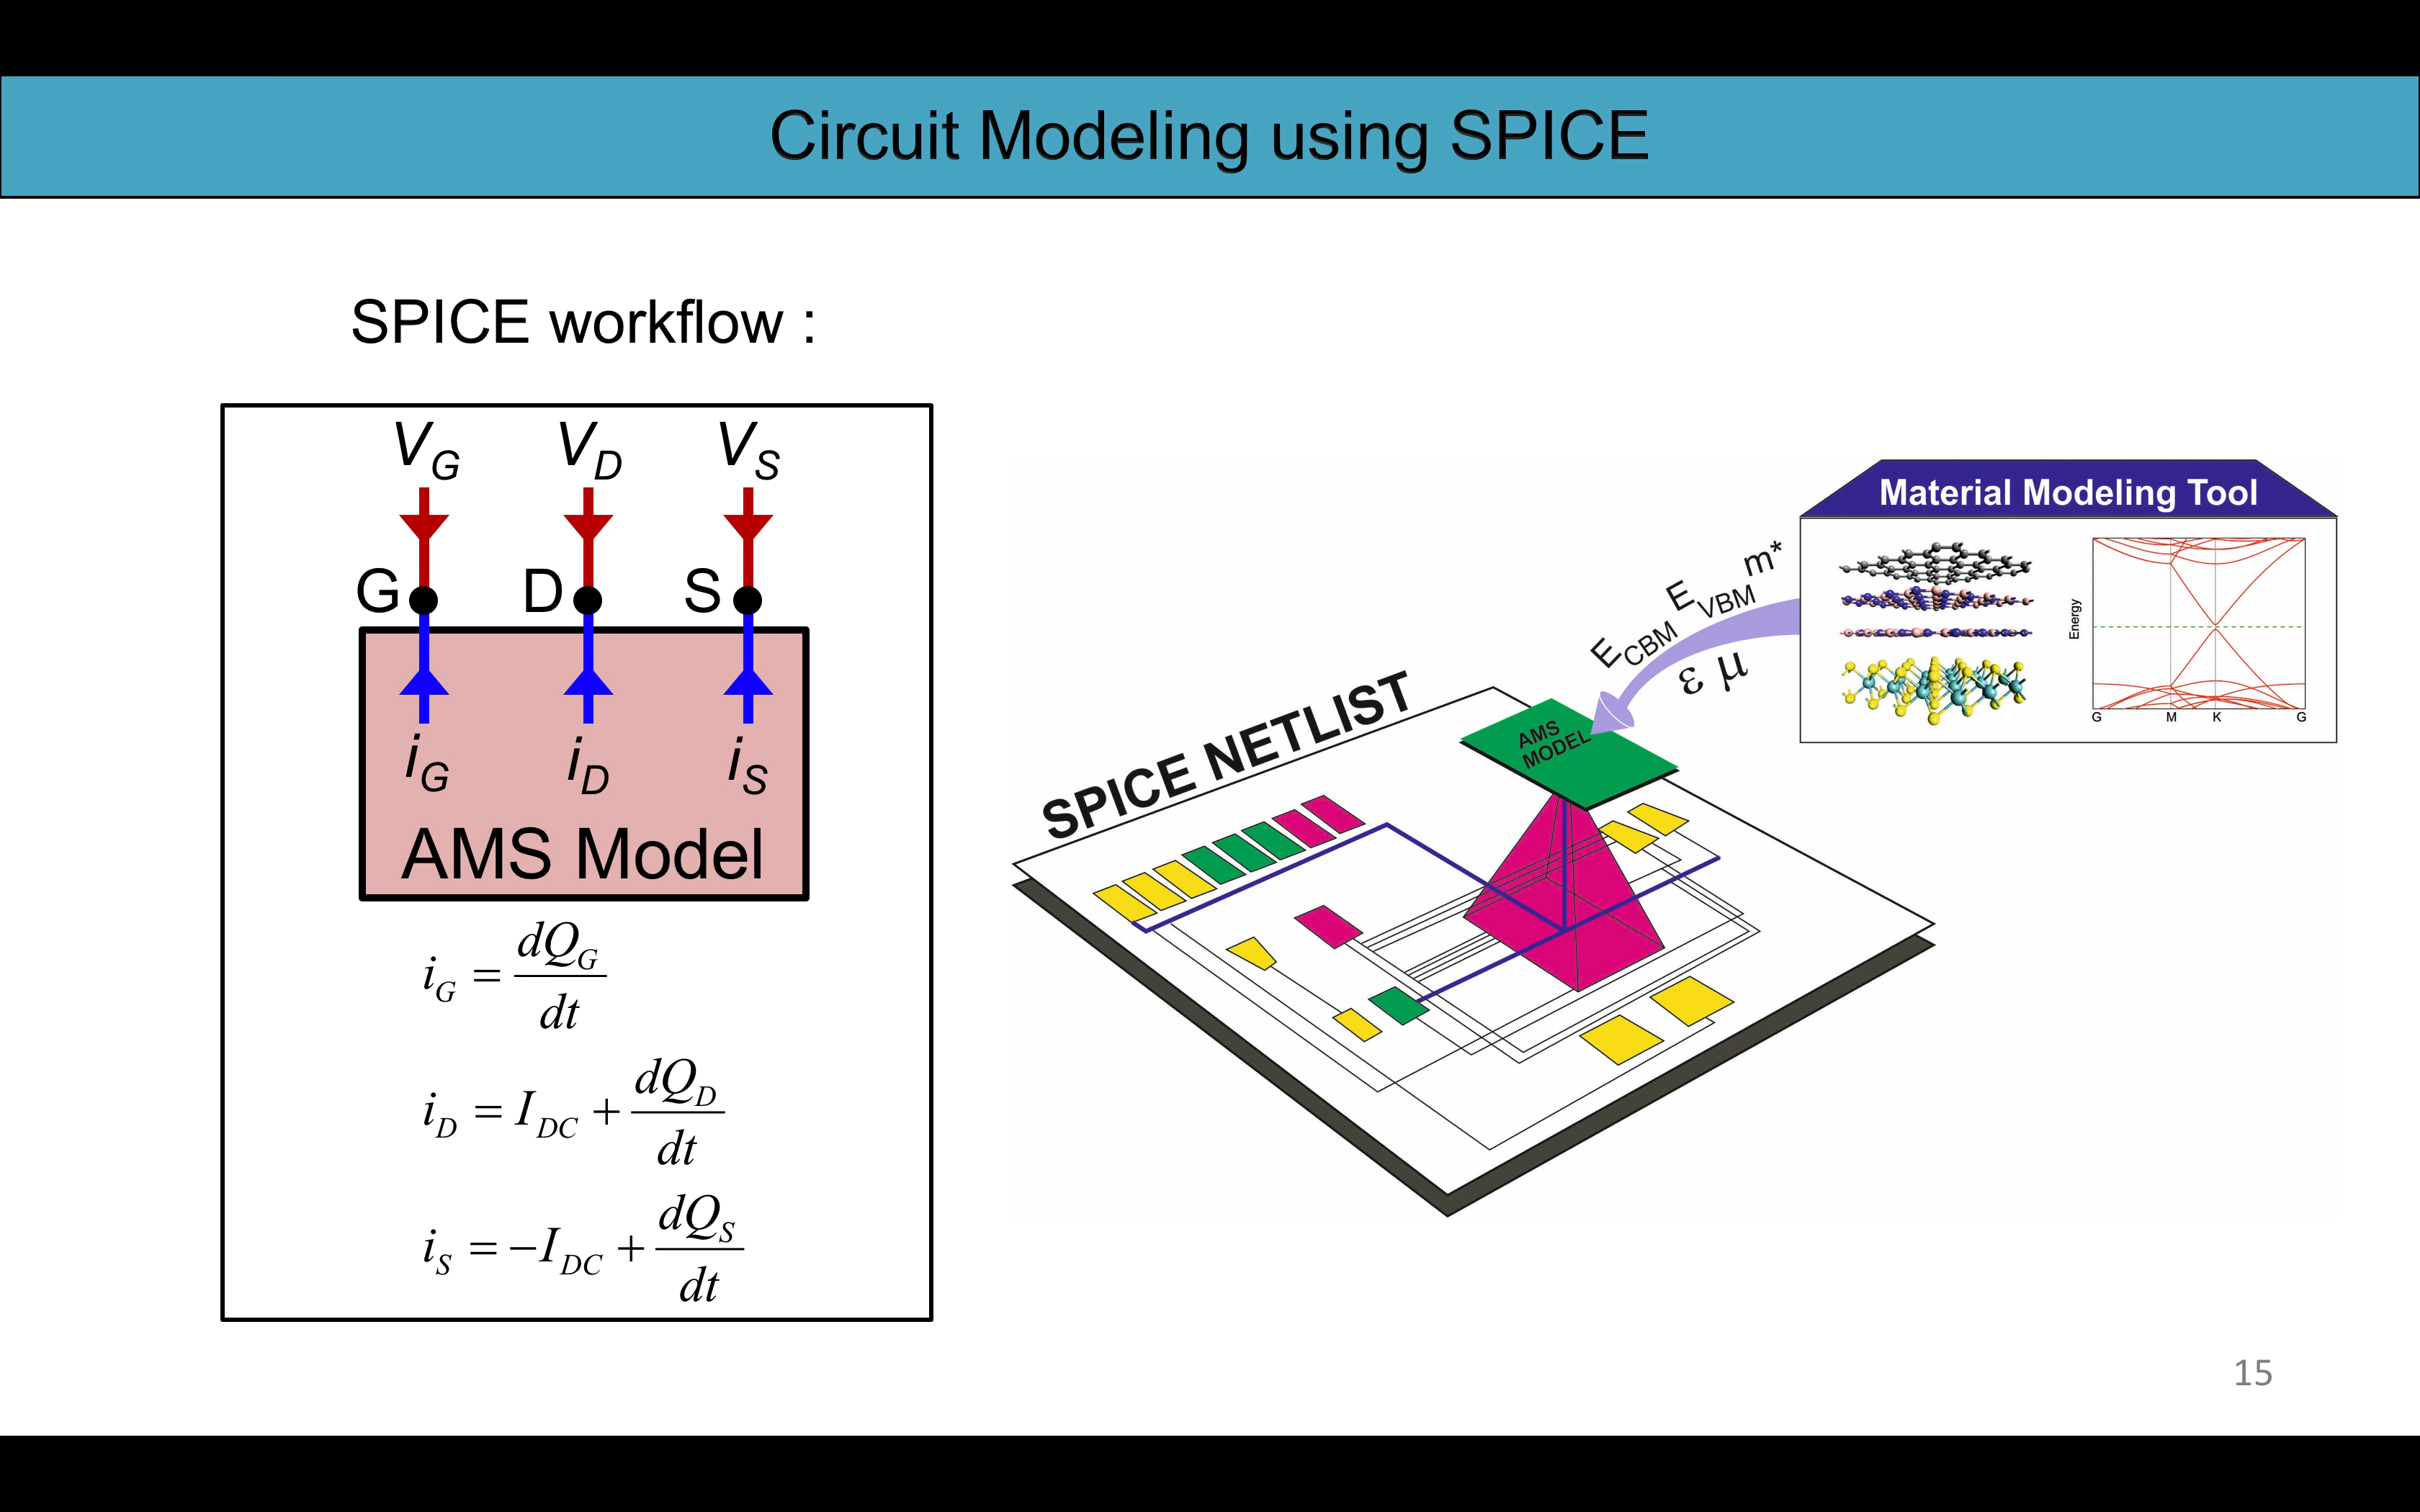 Circuit Modeling using SPICE
SPICE workflow :
V_G V_D V_S
G D S
i_G i_D i_S
AMS Model
i_G = dQ_G/dt
i_D = I_DC + dQ_D/dt
i_S = −I_DC + dQ_S/dt
SPICE NETLIST
AMS
MODEL
E_CBM E_VBM m*
ε μ
Material Modeling Tool
Energy
G M K G
15